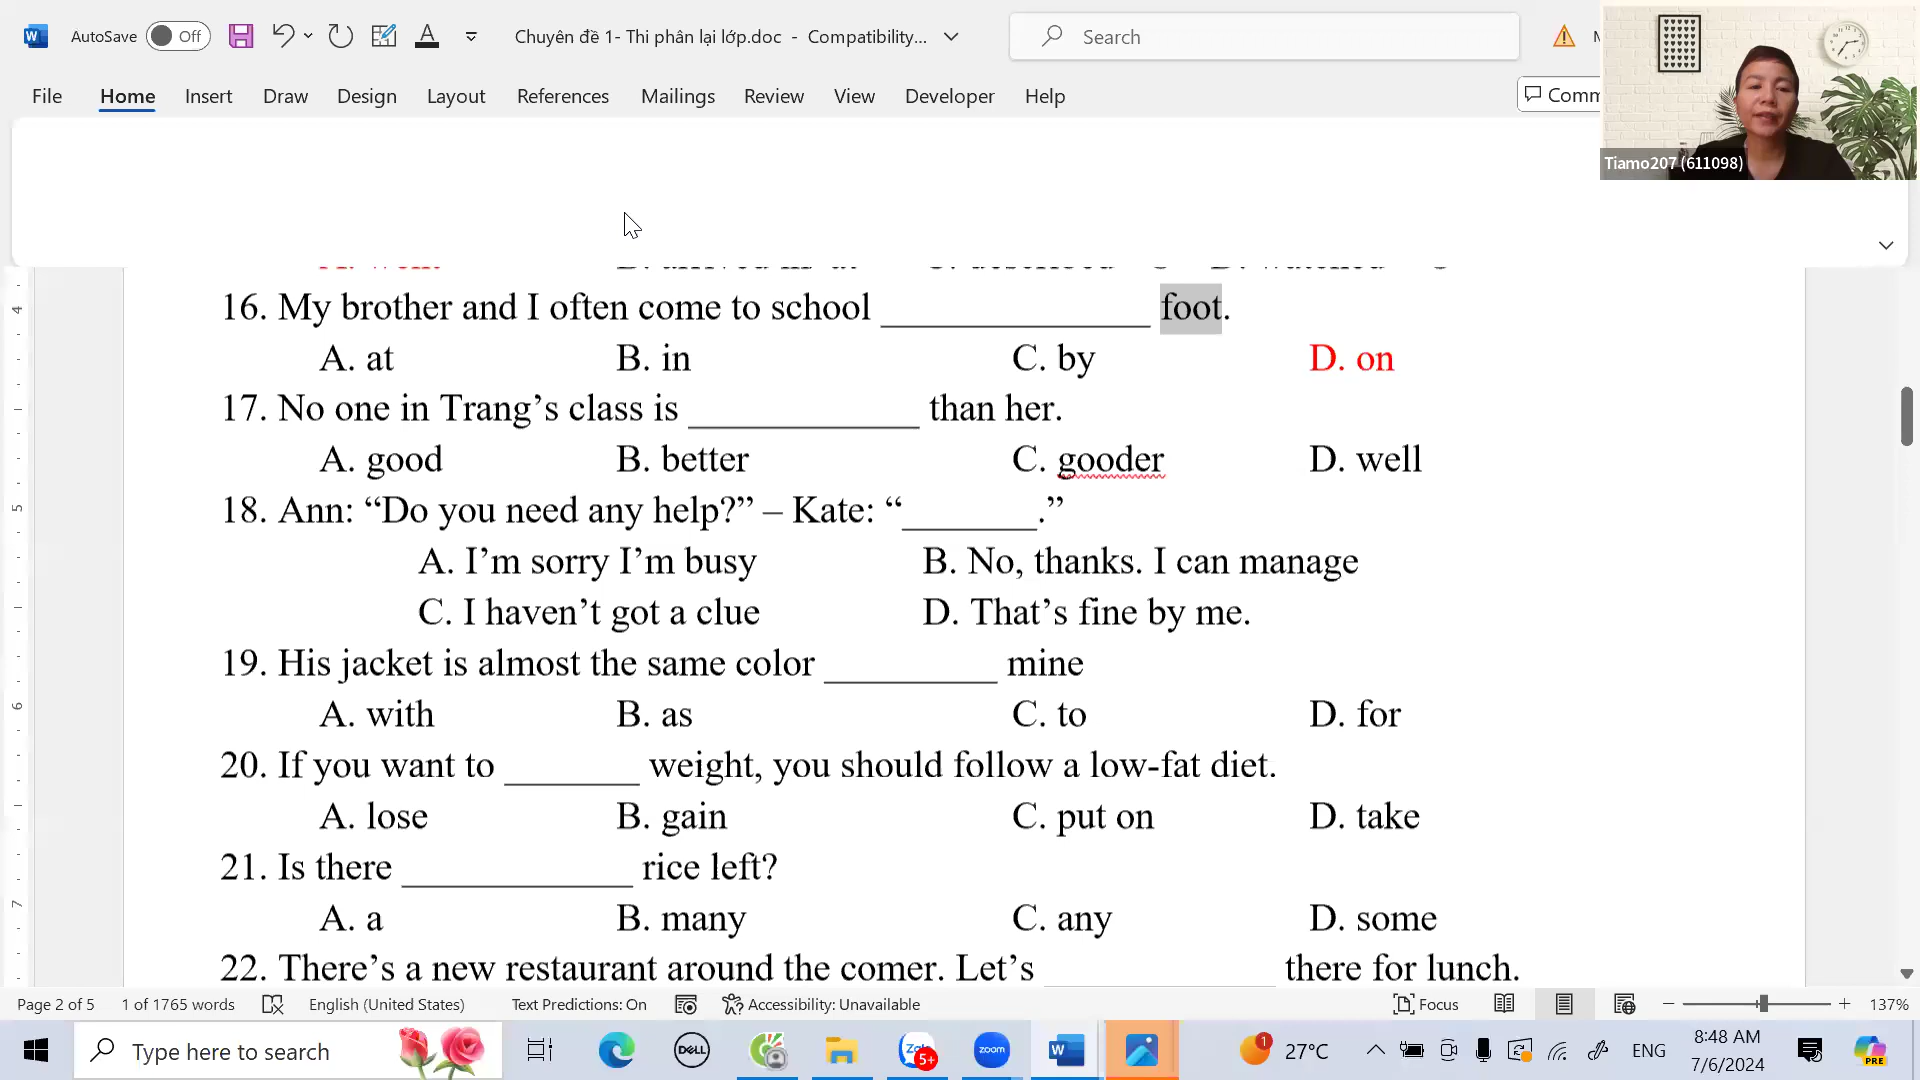 AutoSave Off Chuyên đề 1- Thi phân lại lớp.doc - Compatibility... Search
File Home Insert Draw Design Layout References Mailings Review View Developer Help Comm
Tiamo207 (611098)
16. My brother and I often come to school ______________ foot.
A. at B. in C. by D. on
17. No one in Trang’s class is ____________ than her.
A. good B. better C. gooder D. well
18. Ann: “Do you need any help?” – Kate: “_______.”
A. I’m sorry I’m busy B. No, thanks. I can manage
C. I haven’t got a clue D. That’s fine by me.
19. His jacket is almost the same color _________ mine
A. with B. as C. to D. for
20. If you want to _______ weight, you should follow a low-fat diet.
A. lose B. gain C. put on D. take
21. Is there ____________ rice left?
A. a B. many C. any D. some
22. There’s a new restaurant around the comer. Let’s ____________ there for lunch.
Page 2 of 5 1 of 1765 words English (United States) Text Predictions: On Accessibility: Unavailable Focus 137%
Type here to search DELL Zalo 5+ zoom 1 27°C ENG 8:48 AM
7/6/2024 PRE